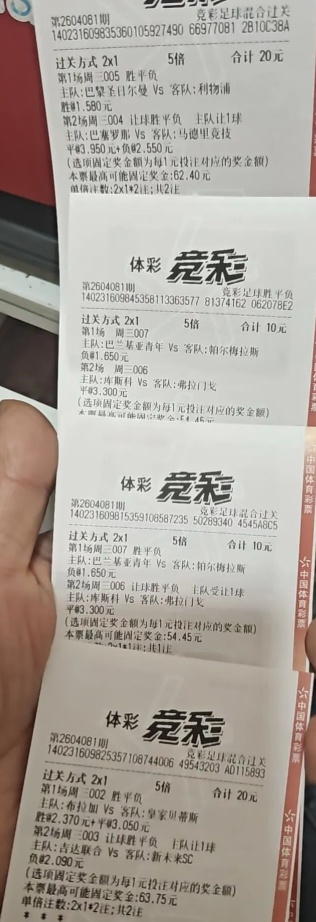 第2604081期 竞彩足球混合过关
140231609835360105927490 66977081 2B10C38A
过关方式 2x1 5倍 合计 20元
第1场周三005 胜平负
主队:巴黎圣日尔曼 Vs 客队:利物浦
胜@1.580元
第2场周三004 让球胜平负 主队让1球
主队:巴塞罗那 Vs 客队:马德里竞技
平@3.950元+负@2.550元
(选项固定奖金额为每1元投注对应的奖金额)
本票最高可能固定奖金:62.40元
单倍注数:2x1*2注;共2注
体彩 竞彩
第2604081期 竞彩足球胜平负
140231609845358113363577 81374162 062078E2
过关方式 2x1 5倍 合计 10元
第1场 周三007
主队:巴兰基亚青年 Vs 客队:帕尔梅拉斯
负@1.650元
第2场 周三006
主队:库斯科 Vs 客队:弗拉门戈
平@3.300元
(选项固定奖金额为每1元投注对应的奖金额)
体彩 竞彩
第2604081期 竞彩足球混合过关
140231609815359106587235 50289340 4545A8C5
过关方式 2x1 5倍 合计 10元
第1场周三007 胜平负
主队:巴兰基亚青年 Vs 客队:帕尔梅拉斯
负@1.650元
第2场周三006 让球胜平负 主队受让1球
主队:库斯科 Vs 客队:弗拉门戈
平@3.300元
(选项固定奖金额为每1元投注对应的奖金额)
本票最高可能固定奖金:54.45元
体彩 竞彩
第2604081期 竞彩足球混合过关
140231609825357108744006 49543203 A0115893
过关方式 2x1 5倍 合计 20元
第1场周三002 胜平负
主队:布拉加 Vs 客队:皇家贝蒂斯
胜@2.370元+平@3.050元
第2场周三003 让球胜平负 主队让1球
主队:吉达联合 Vs 客队:新未来SC
负@2.090元
(选项固定奖金额为每1元投注对应的奖金额)
本票最高可能固定奖金:63.75元
单倍注数:2x1*2注;共2注
* * *
中国体育彩票
中国体育彩票
中国体育彩票
中国体育彩票